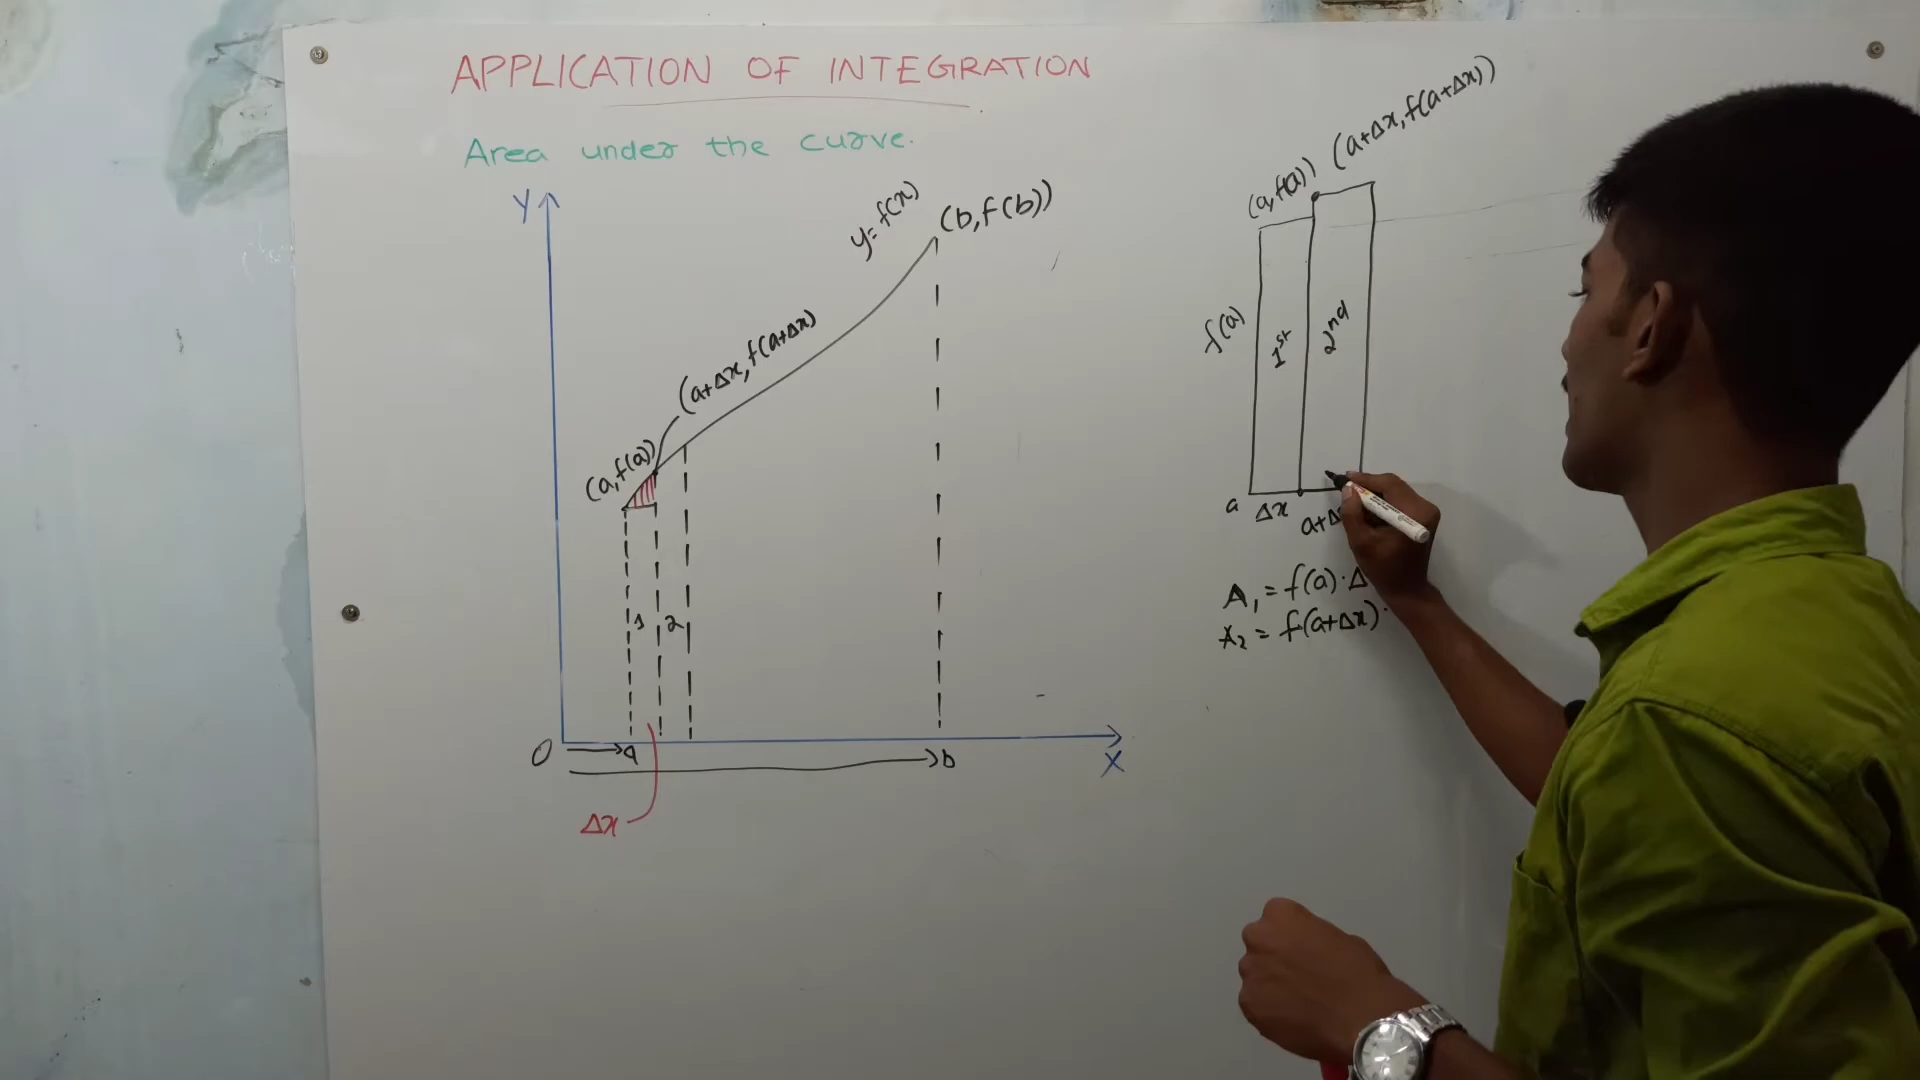 APPLICATION OF INTEGRATION
Area under the curve.
Y
y=f(x)
(b,f(b))
(a+Δx,f(a+Δx)
(a,f(a))
1
2
O
a
b
X
Δx
(a,f(a))
(a+Δx,f(a+Δx))
f(a)
1st
2nd
a
Δx
A₁ = f(a)·Δ
A₂ = f(a+Δx)·